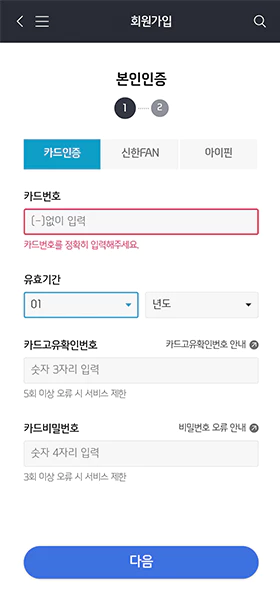 회원가입
본인인증
1 2
카드인증 신한FAN 아이핀
카드번호
(-)없이 입력
카드번호를 정확히 입력해주세요.
유효기간
01 년도
카드고유확인번호 카드고유확인번호 안내
숫자 3자리 입력
5회 이상 오류 시 서비스 제한
카드비밀번호 비밀번호 오류 안내
숫자 4자리 입력
3회 이상 오류 시 서비스 제한
다음